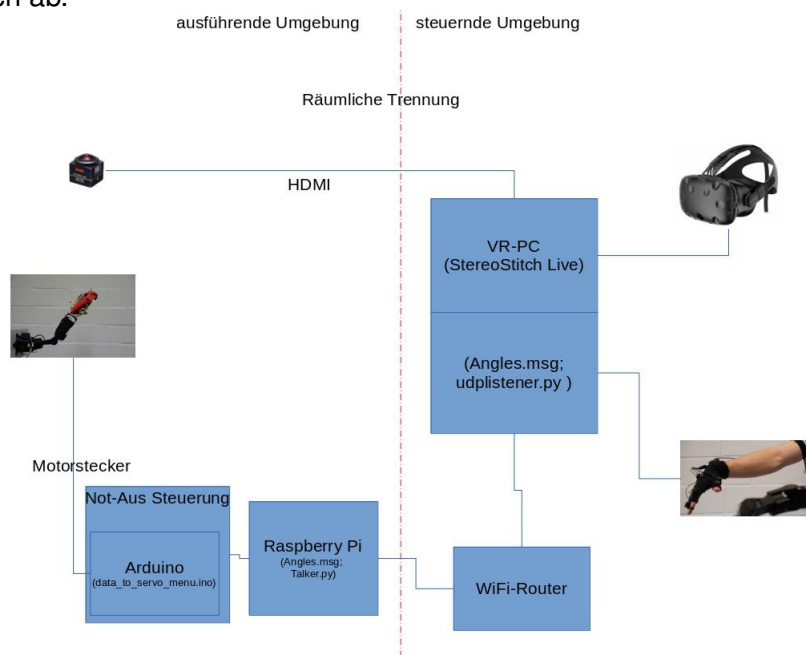 ab.
ausführende Umgebung
steuernde Umgebung
Räumliche Trennung
HDMI
VR-PC
(StereoStitch Live)
(Angles.msg;
udplistener.py )
Motorstecker
Not-Aus Steuerung
Arduino
(data_to_servo_menu.ino)
Raspberry Pi
(Angles.msg;
Talker.py)
WiFi-Router